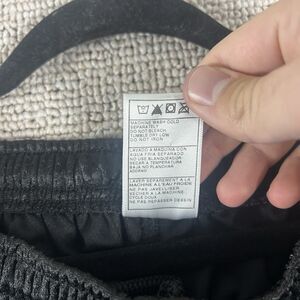 MACHINE WASH COLD
SEPARATELY
DO NOT BLEACH
TUMBLE DRY LOW
DO NOT IRON
LAVADO A MAQUINA CON
AGUA FRIA SEPARADO
NO USE BLANQUEADOR
SECAR A TEMPERATURA
BAJA NO PLANCHAR
LAVER SEPAREMENT A LA
MACHINE A L'EAU FROIDE
NE PAS JAVELLISER
SECHER A LA MACHINE
CYCLE DOUX
NE PAS REPASSER DESSIN